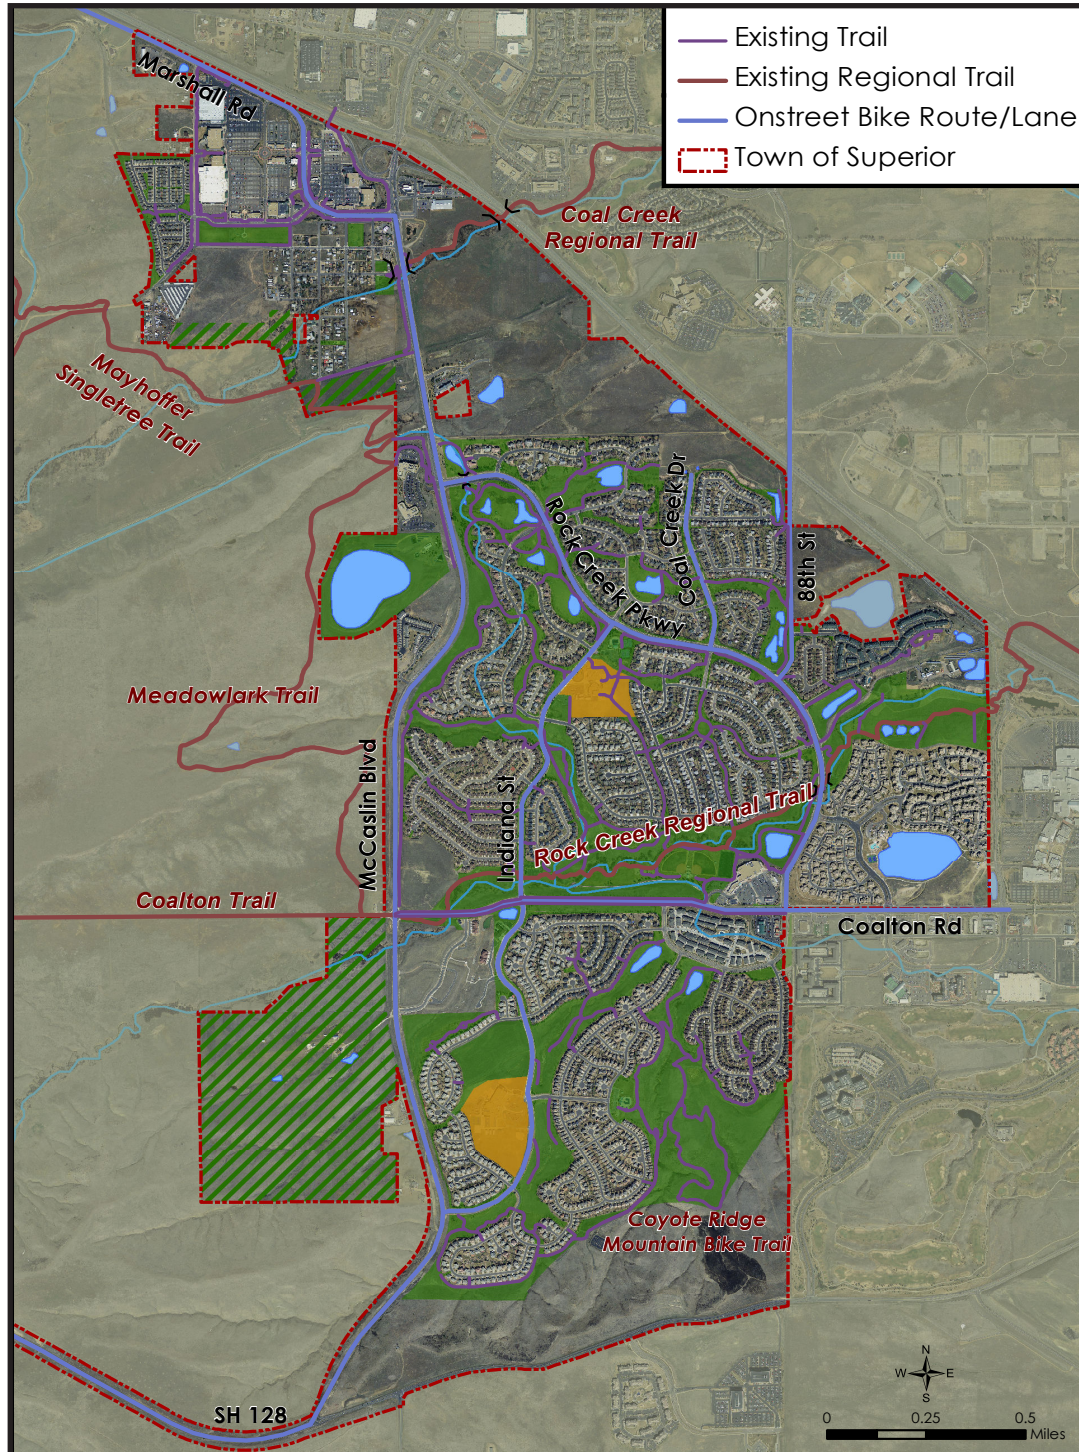 Existing Trail
Existing Regional Trail
Onstreet Bike Route/Lane
Town of Superior
Marshall Rd
Coal Creek
Regional Trail
Mayhoffer
Singletree Trail
Rock Creek Pkwy
Coal Creek Dr
88th St
Meadowlark Trail
McCaslin Blvd
Indiana St
Rock Creek Regional Trail
Coalton Trail
Coalton Rd
Coyote Ridge
Mountain Bike Trail
SH 128
N
W E
S
0 0.25 0.5
Miles